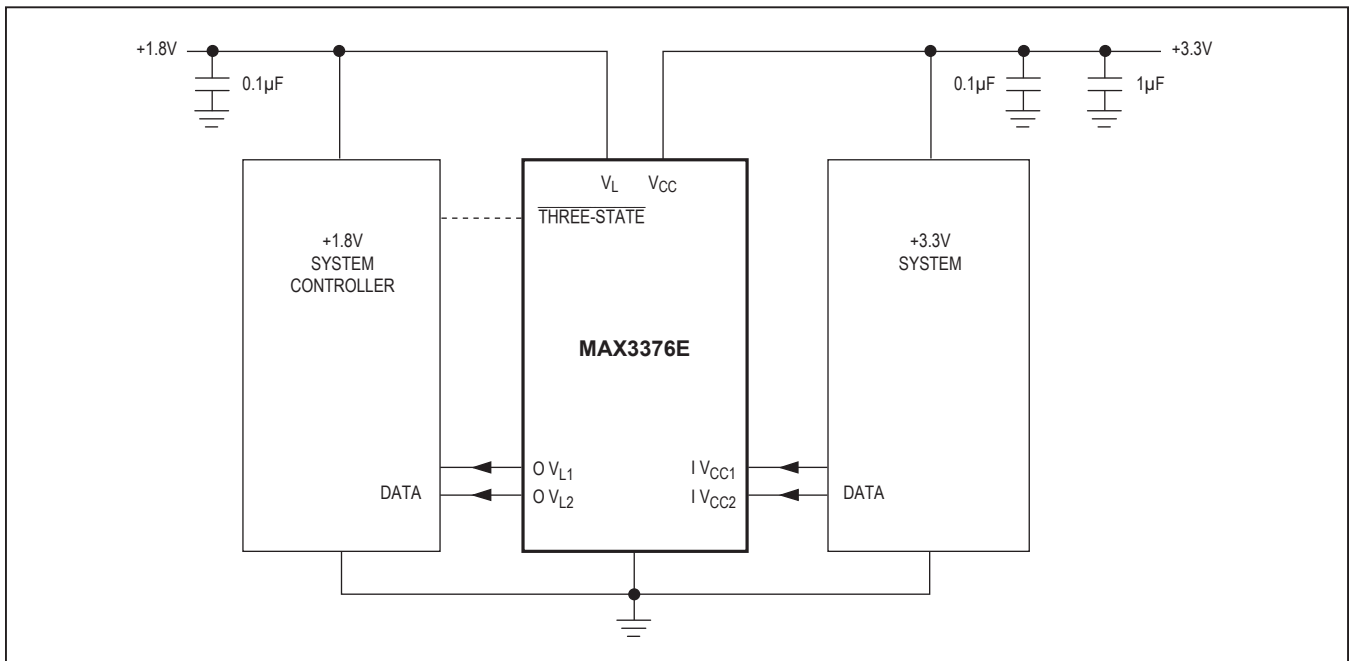 +1.8V
0.1µF
+3.3V
0.1µF
1µF
V_L V_CC
THREE-STATE
+1.8V
SYSTEM
CONTROLLER
+3.3V
SYSTEM
MAX3376E
O V_L1
I V_CC1
DATA
O V_L2
I V_CC2
DATA